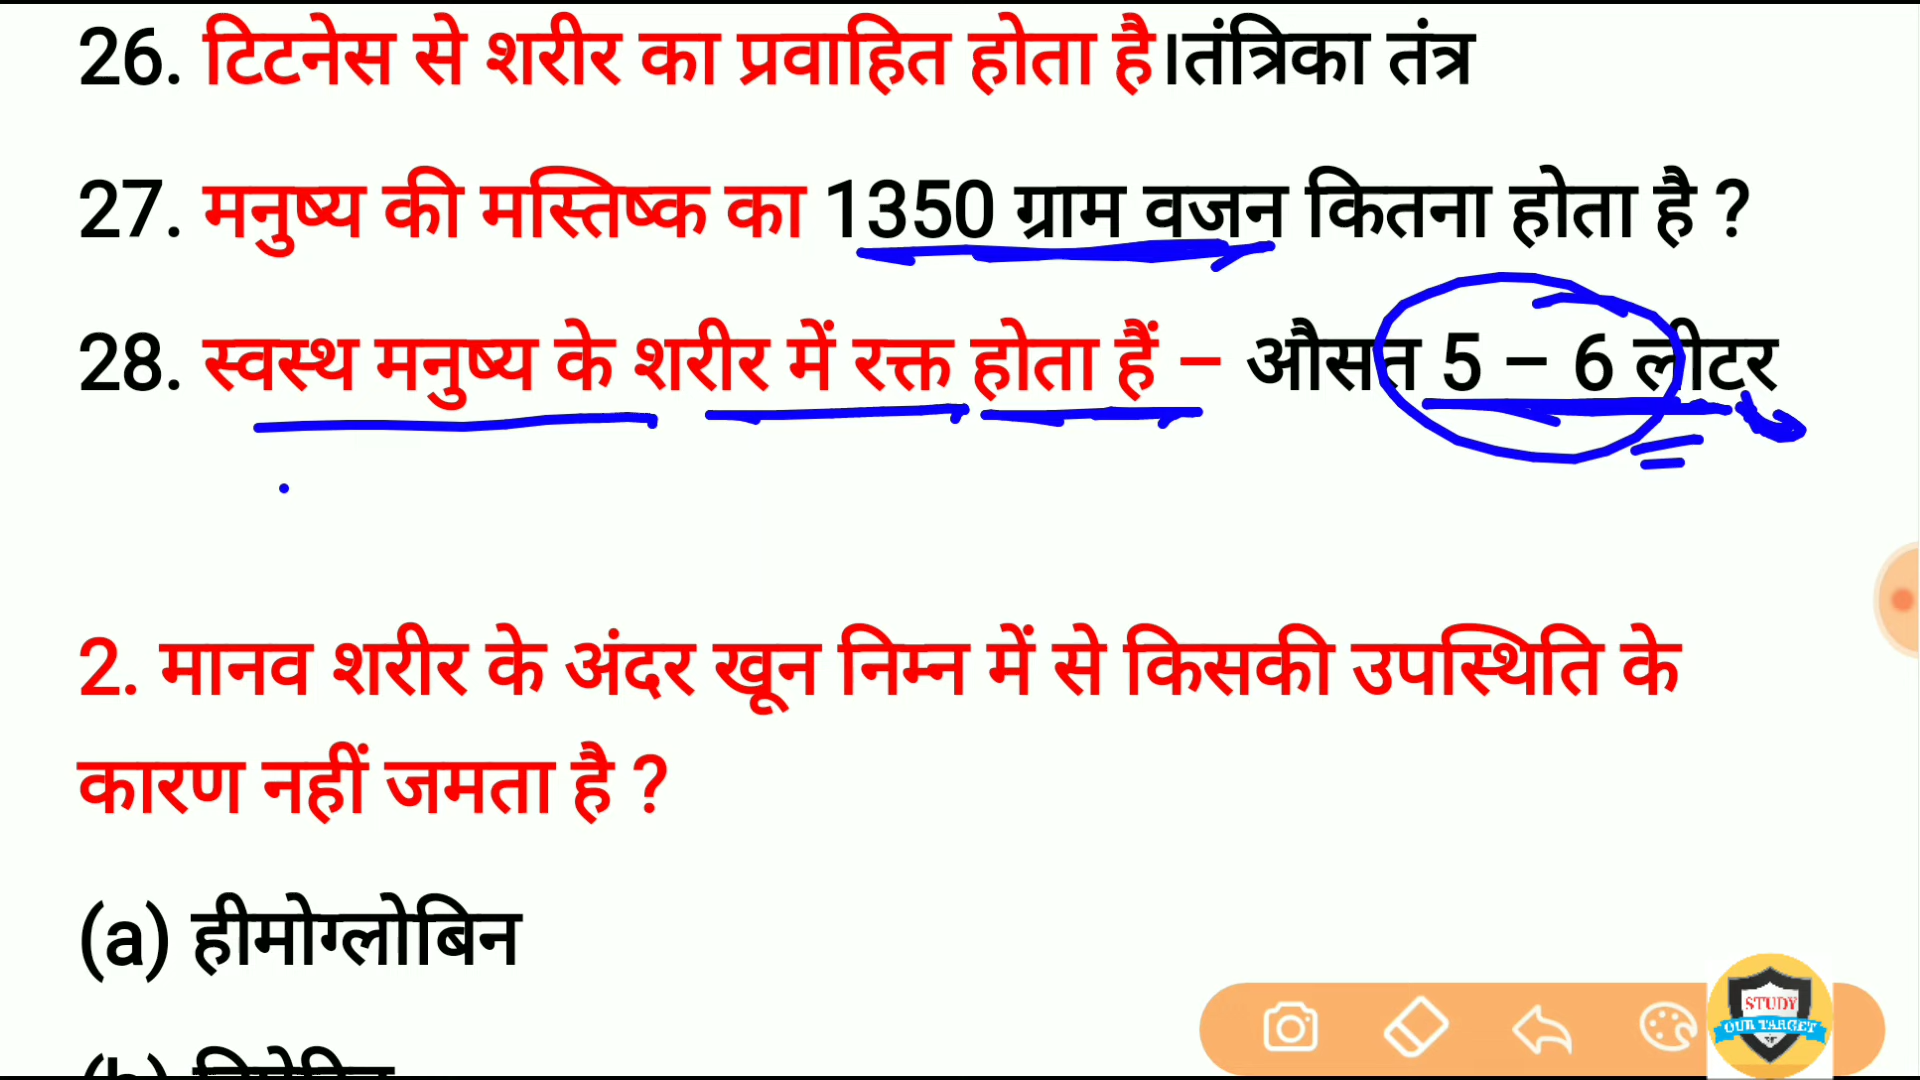 26. टिटनेस से शरीर का प्रवाहित होता है।तंत्रिका तंत्र
27. मनुष्य की मस्तिष्क का 1350 ग्राम वजन कितना होता है ?
28. स्वस्थ मनुष्य के शरीर में रक्त होता हैं – औसत 5 – 6 लीटर
2. मानव शरीर के अंदर खून निम्न में से किसकी उपस्थिति के
कारण नहीं जमता है ?
(a) हीमोग्लोबिन
(b)
STUDY
OUR TARGET